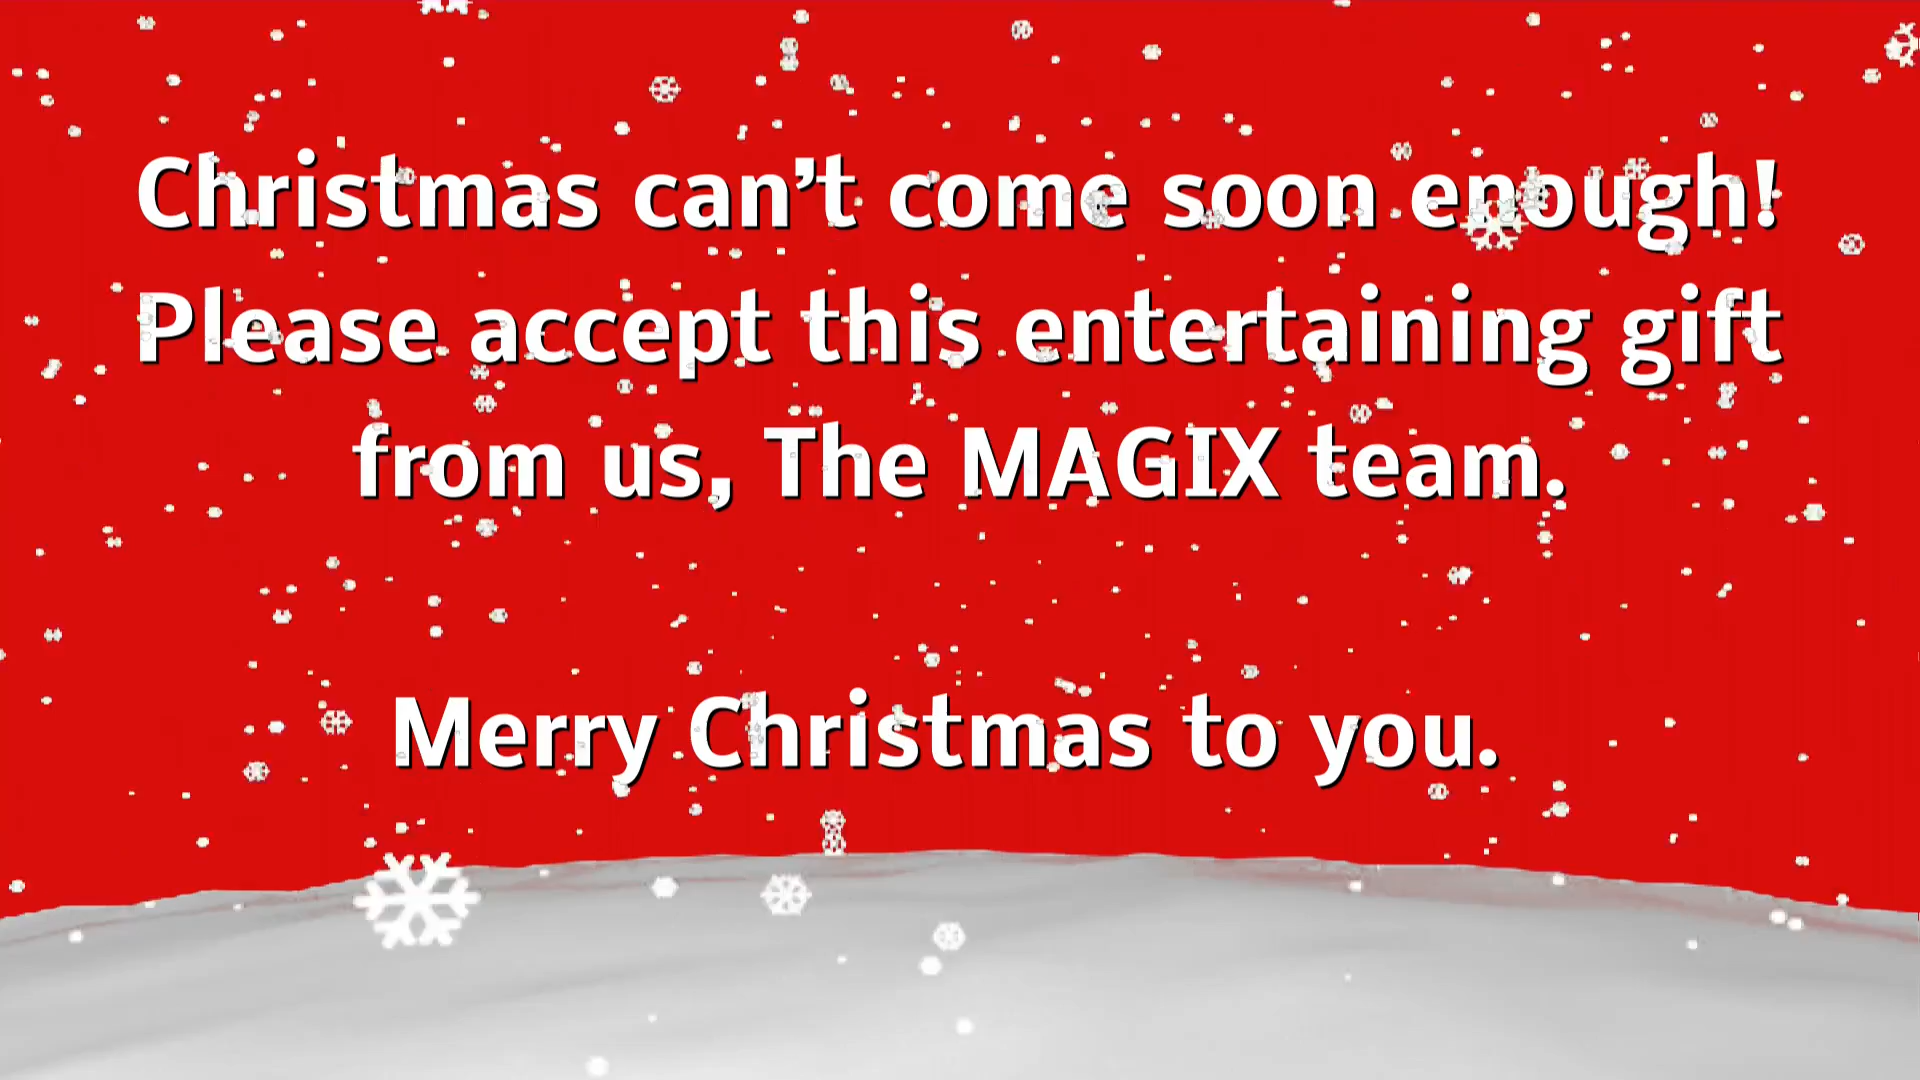 Christmas can’t come soon enough!
Please accept this entertaining gift
from us, The MAGIX team.
Merry Christmas to you.